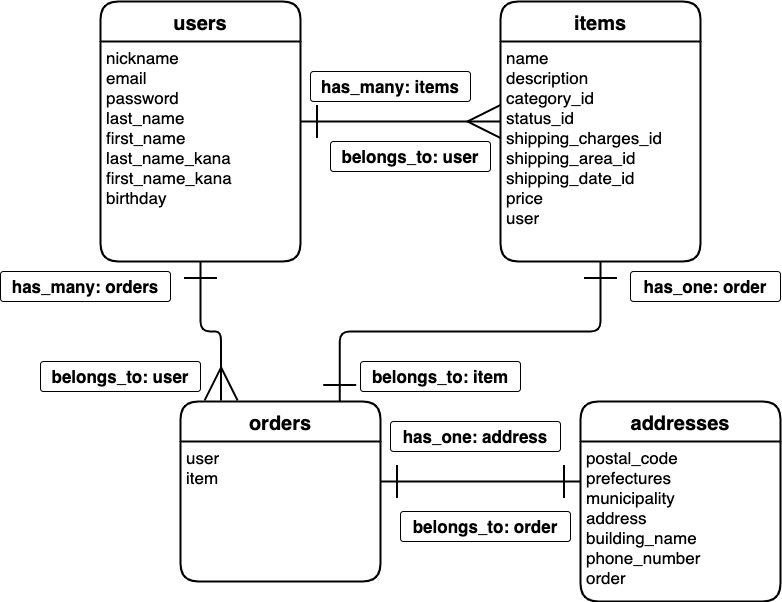 users
nickname
email
password
last_name
first_name
last_name_kana
first_name_kana
birthday
has_many: items
belongs_to: user
items
name
description
category_id
status_id
shipping_charges_id
shipping_area_id
shipping_date_id
price
user
has_many: orders
has_one: order
belongs_to: user
belongs_to: item
orders
user
item
has_one: address
belongs_to: order
addresses
postal_code
prefectures
municipality
address
building_name
phone_number
order